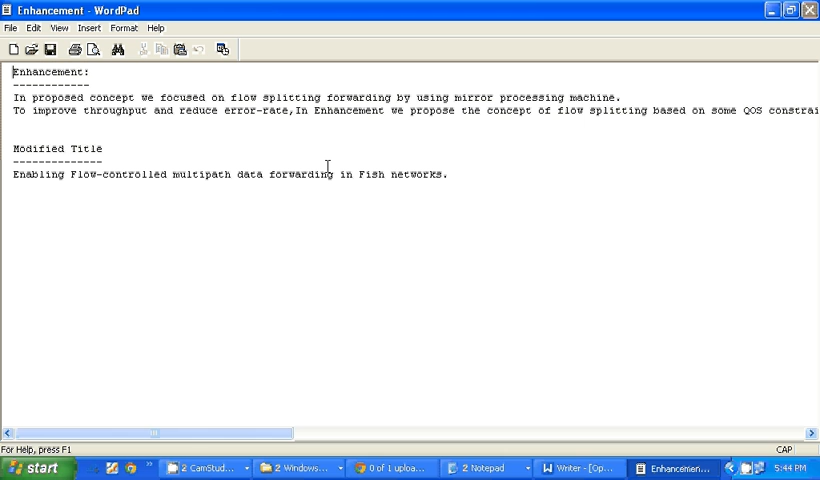 Enhancement - WordPad
File Edit View Insert Format Help
Enhancement:
------------
In proposed concept we focused on flow splitting forwarding by using mirror processing machine.
To improve throughput and reduce error-rate,In Enhancement we propose the concept of flow splitting based on some QOS constrai
Modified Title
--------------
Enabling Flow-controlled multipath data forwarding in Fish networks.
For Help, press F1
CAP
start
2 CamStud...
2 Windows...
0 of 1 uploa...
2 Notepad
Writer - [Op...
Enhancemen...
5:44 PM